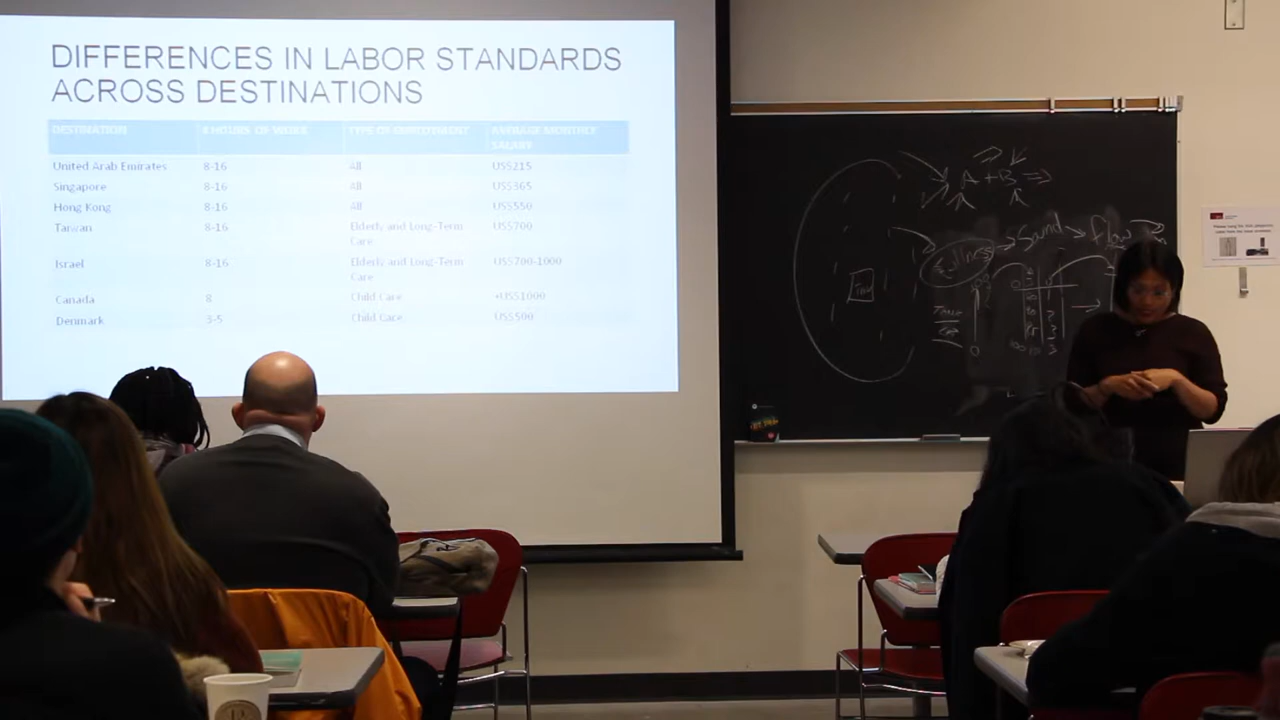 DIFFERENCES IN LABOR STANDARDS
ACROSS DESTINATIONS
DESTINATION # HOURS OF WORK TYPE OF EMPLOYMENT AVERAGE MONTHLY
SALARY
United Arab Emirates 8-16 All US$215
Singapore 8-16 All US$365
Hong Kong 8-16 All US$550
Taiwan 8-16 Elderly and Long-Term US$700
Care
Israel 8-16 Elderly and Long-Term US$700-1000
Care
Canada 8 Child Care +US$1000
Denmark 3-5 Child Care US$500
A + B ⇒
Sound → flow